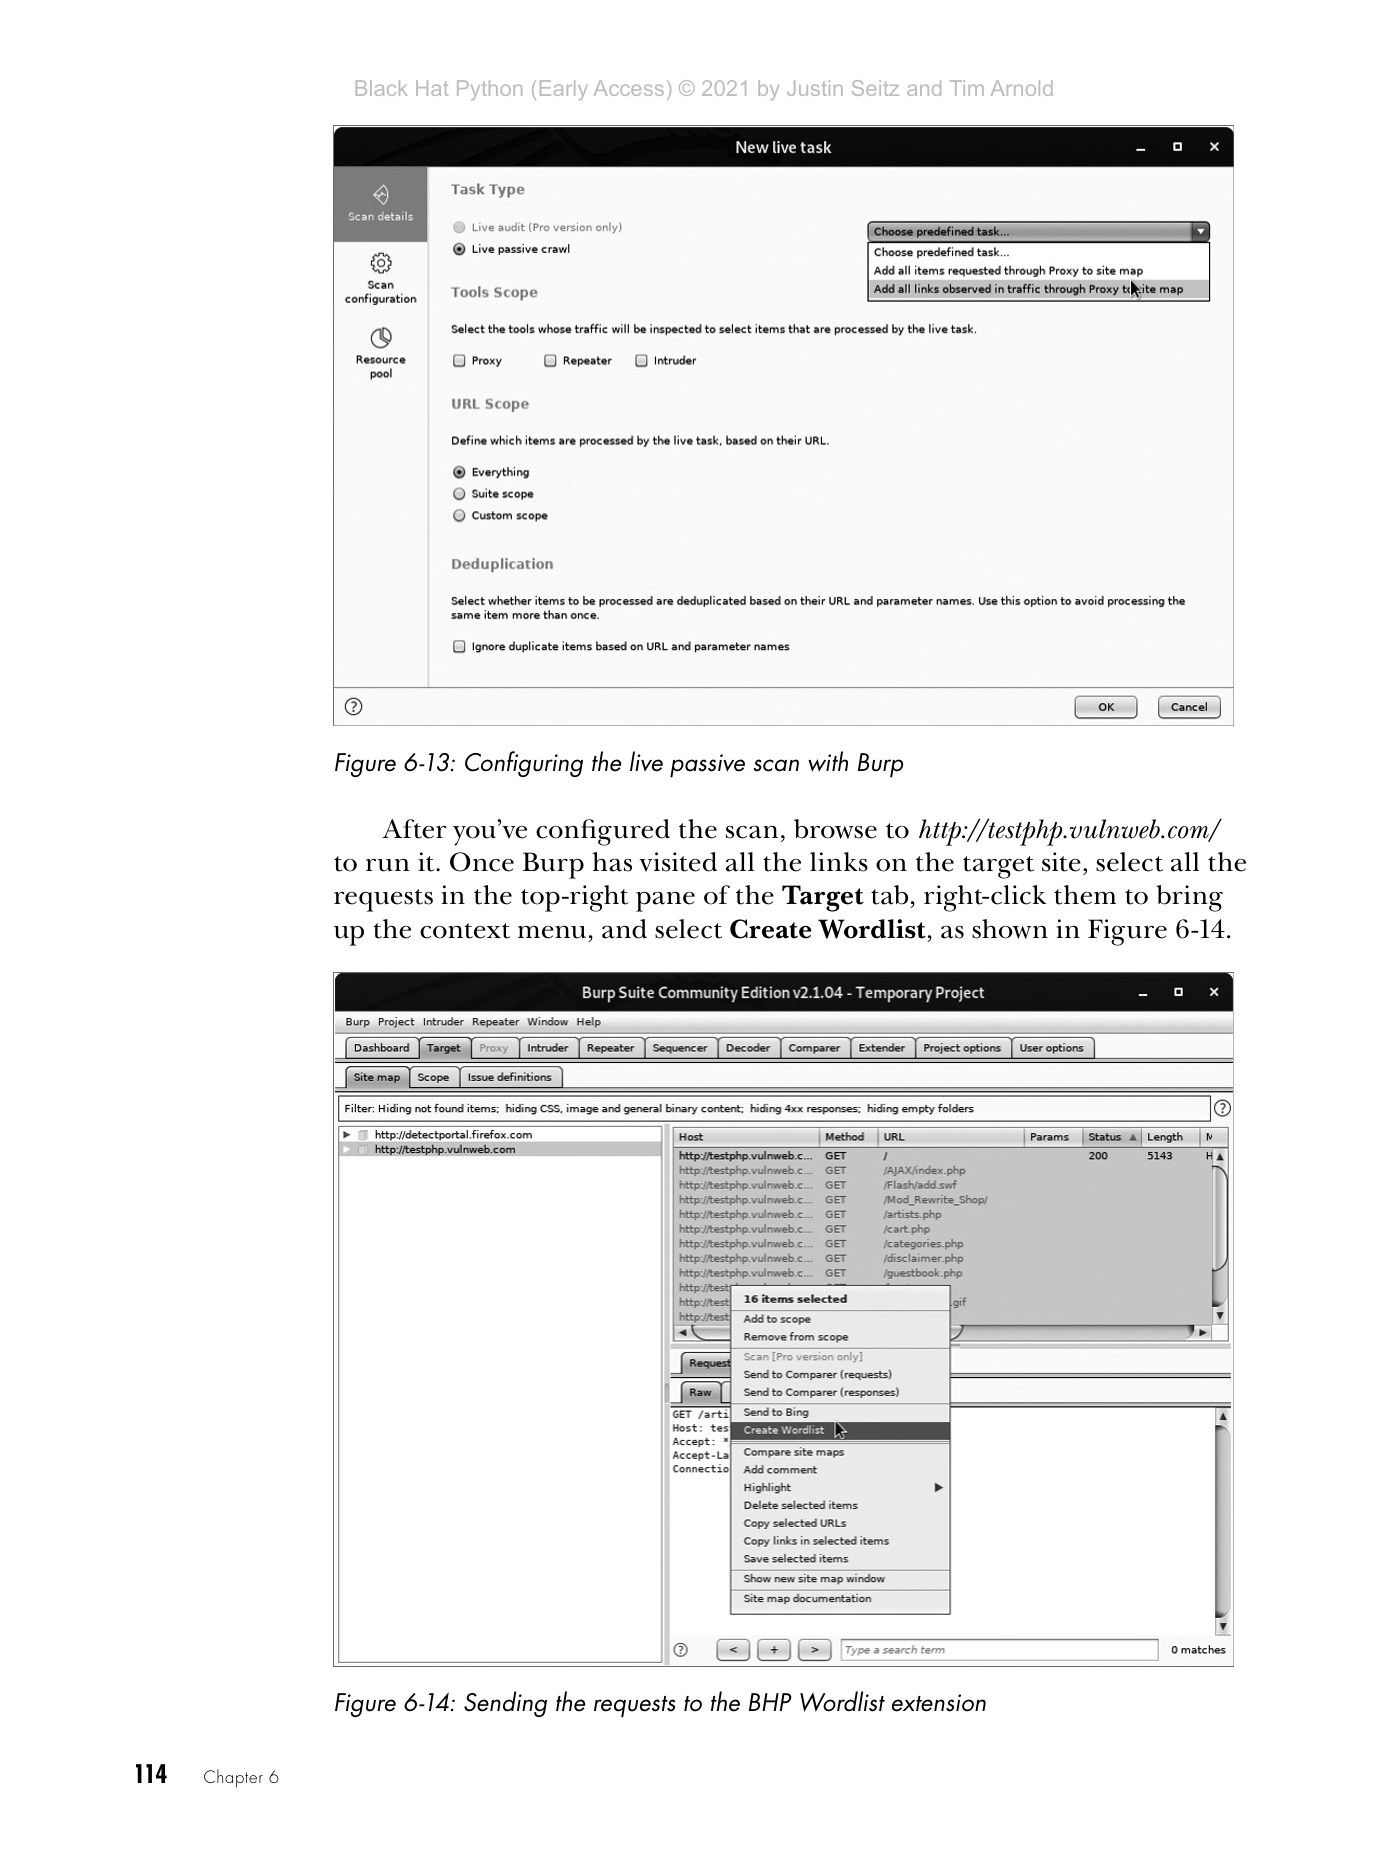 Black Hat Python (Early Access) © 2021 by Justin Seitz and Tim Arnold
New live task
Scan details
Scan
configuration
Resource
pool
Task Type
Live audit (Pro version only)
Live passive crawl
Choose predefined task...
Choose predefined task...
Add all items requested through Proxy to site map
Add all links observed in traffic through Proxy to site map
Tools Scope
Select the tools whose traffic will be inspected to select items that are processed by the live task.
Proxy Repeater Intruder
URL Scope
Define which items are processed by the live task, based on their URL.
Everything
Suite scope
Custom scope
Deduplication
Select whether items to be processed are deduplicated based on their URL and parameter names. Use this option to avoid processing the
same item more than once.
Ignore duplicate items based on URL and parameter names
? OK Cancel
Figure 6-13: Configuring the live passive scan with Burp
After you’ve configured the scan, browse to http://testphp.vulnweb.com/
to run it. Once Burp has visited all the links on the target site, select all the
requests in the top-right pane of the Target tab, right-click them to bring
up the context menu, and select Create Wordlist, as shown in Figure 6-14.
Burp Suite Community Edition v2.1.04 - Temporary Project
Burp Project Intruder Repeater Window Help
Dashboard Target Proxy Intruder Repeater Sequencer Decoder Comparer Extender Project options User options
Site map Scope Issue definitions
Filter: Hiding not found items; hiding CSS, image and general binary content; hiding 4xx responses; hiding empty folders ?
http://detectportal.firefox.com
http://testphp.vulnweb.com
Host Method URL Params Status Length
http://testphp.vulnweb.c... GET / 200 5143 H
http://testphp.vulnweb.c... GET /AJAX/index.php
http://testphp.vulnweb.c... GET /Flash/add.swf
http://testphp.vulnweb.c... GET /Mod_Rewrite_Shop/
http://testphp.vulnweb.c... GET /artists.php
http://testphp.vulnweb.c... GET /cart.php
http://testphp.vulnweb.c... GET /categories.php
http://testphp.vulnweb.c... GET /disclaimer.php
http://testphp.vulnweb.c... GET /guestbook.php
http://test
http://test .gif
http://test
16 items selected
Add to scope
Remove from scope
Scan [Pro version only]
Send to Comparer (requests)
Send to Comparer (responses)
Send to Bing
Create Wordlist
Compare site maps
Add comment
Highlight
Delete selected items
Copy selected URLs
Copy links in selected items
Save selected items
Show new site map window
Site map documentation
Request
Raw
GET /arti
Host: tes
Accept: *
Accept-La
Connectio
? < + > Type a search term 0 matches
Figure 6-14: Sending the requests to the BHP Wordlist extension
114 Chapter 6